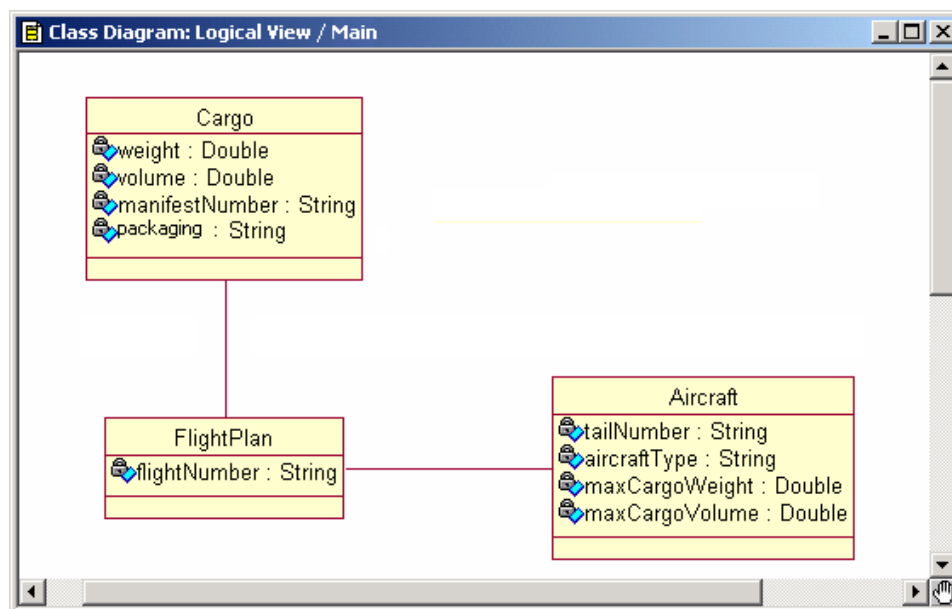 Class Diagram: Logical View / Main
Cargo
weight : Double
volume : Double
manifestNumber : String
packaging : String
FlightPlan
flightNumber : String
Aircraft
tailNumber : String
aircraftType : String
maxCargoWeight : Double
maxCargoVolume : Double